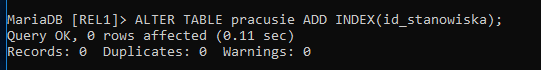 MariaDB [REL1]> ALTER TABLE pracusie ADD INDEX(id_stanowiska);
Query OK, 0 rows affected (0.11 sec)
Records: 0  Duplicates: 0  Warnings: 0